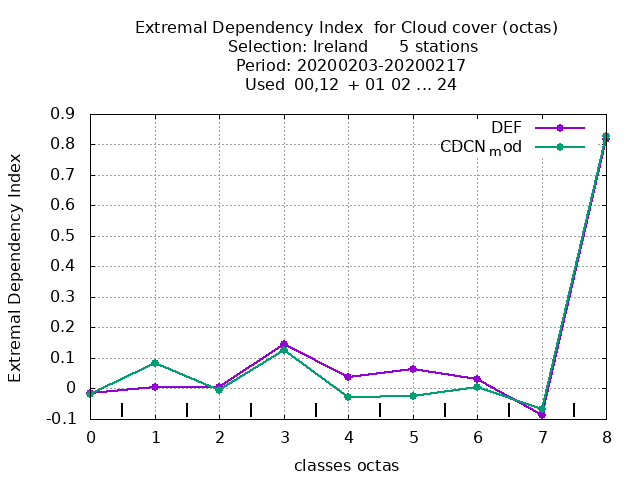 Extremal Dependency Index  for Cloud cover (octas)
Selection: Ireland      5 stations
Period: 20200203-20200217
Used  00,12  + 01 02 ... 24
DEF
CDCNmod
Extremal Dependency Index
0.9
0.8
0.7
0.6
0.5
0.4
0.3
0.2
0.1
0
-0.1
0 1 2 3 4 5 6 7 8
classes octas